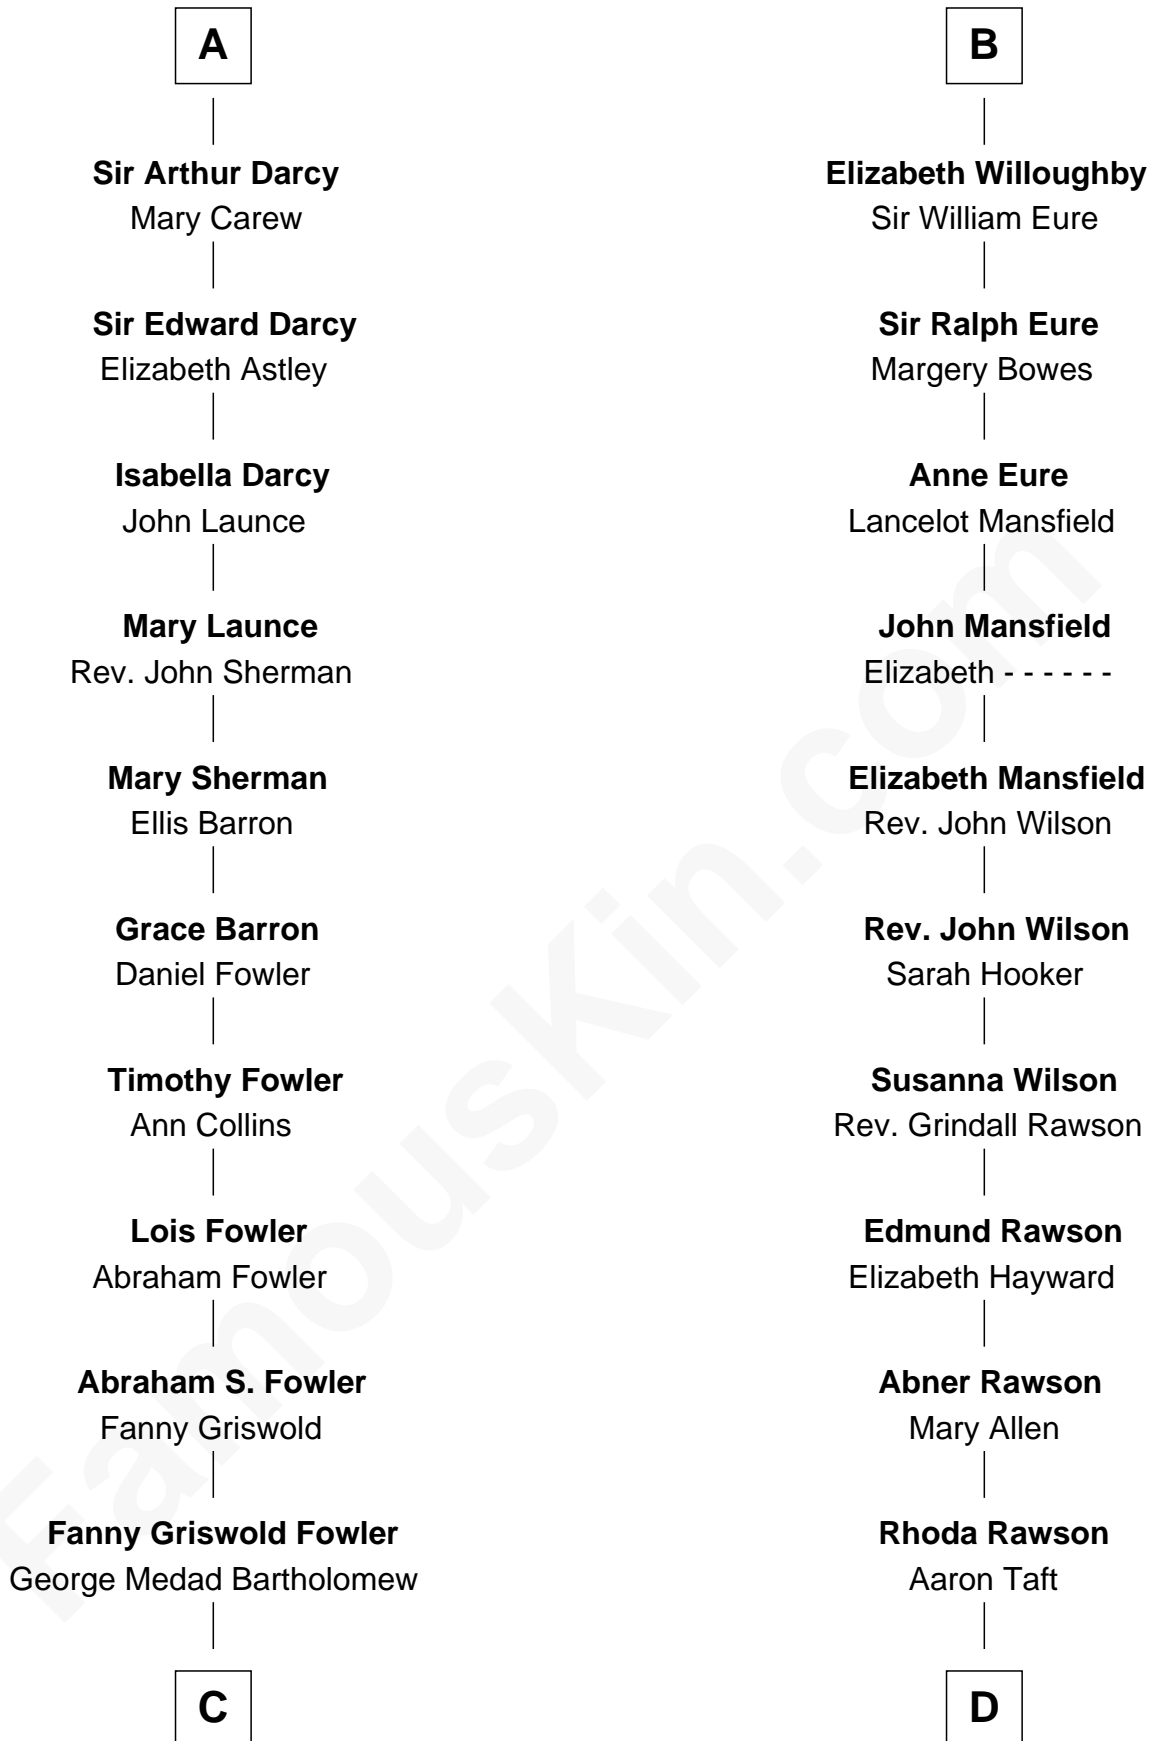 A
Sir Arthur Darcy
Mary Carew
Sir Edward Darcy
Elizabeth Astley
Isabella Darcy
John Launce
Mary Launce
Rev. John Sherman
Mary Sherman
Ellis Barron
Grace Barron
Daniel Fowler
Timothy Fowler
Ann Collins
Lois Fowler
Abraham Fowler
Abraham S. Fowler
Fanny Griswold
Fanny Griswold Fowler
George Medad Bartholomew
C
B
Elizabeth Willoughby
Sir William Eure
Sir Ralph Eure
Margery Bowes
Anne Eure
Lancelot Mansfield
John Mansfield
Elizabeth - - - - - -
Elizabeth Mansfield
Rev. John Wilson
Rev. John Wilson
Sarah Hooker
Susanna Wilson
Rev. Grindall Rawson
Edmund Rawson
Elizabeth Hayward
Abner Rawson
Mary Allen
Rhoda Rawson
Aaron Taft
D
FamousKin.com